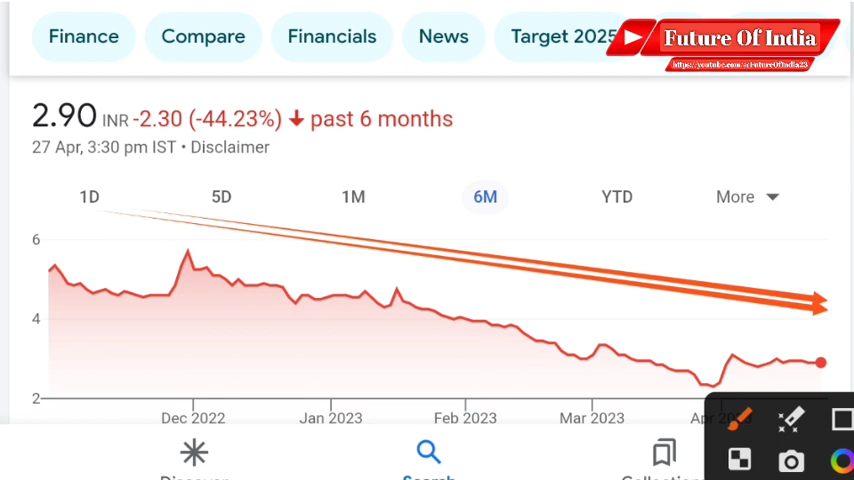 Finance Compare Financials News Target 2025
Future Of India
2.90 INR -2.30 (-44.23%) past 6 months
27 Apr, 3:30 pm IST • Disclaimer
1D 5D 1M 6M YTD More
6
4
2
Dec 2022 Jan 2023 Feb 2023 Mar 2023 Apr